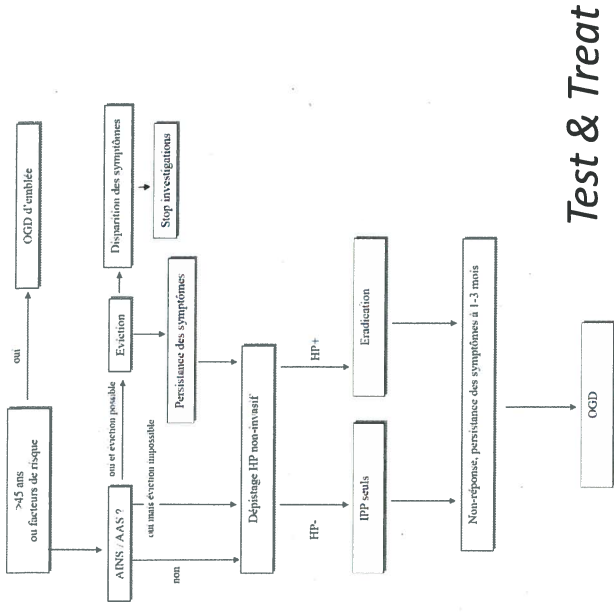 >45 ans
ou facteurs de risque
oui
OGD d'emblée
AINS / AAS ?
oui et éviction possible
Eviction
Disparition des symptômes
Stop investigations
Persistance des symptômes
oui mais éviction impossible
non
Dépistage HP non-invasif
HP-
HP+
IPP seuls
Eradication
Non-réponse, persistance des symptômes à 1-3 mois
OGD
Test & Treat